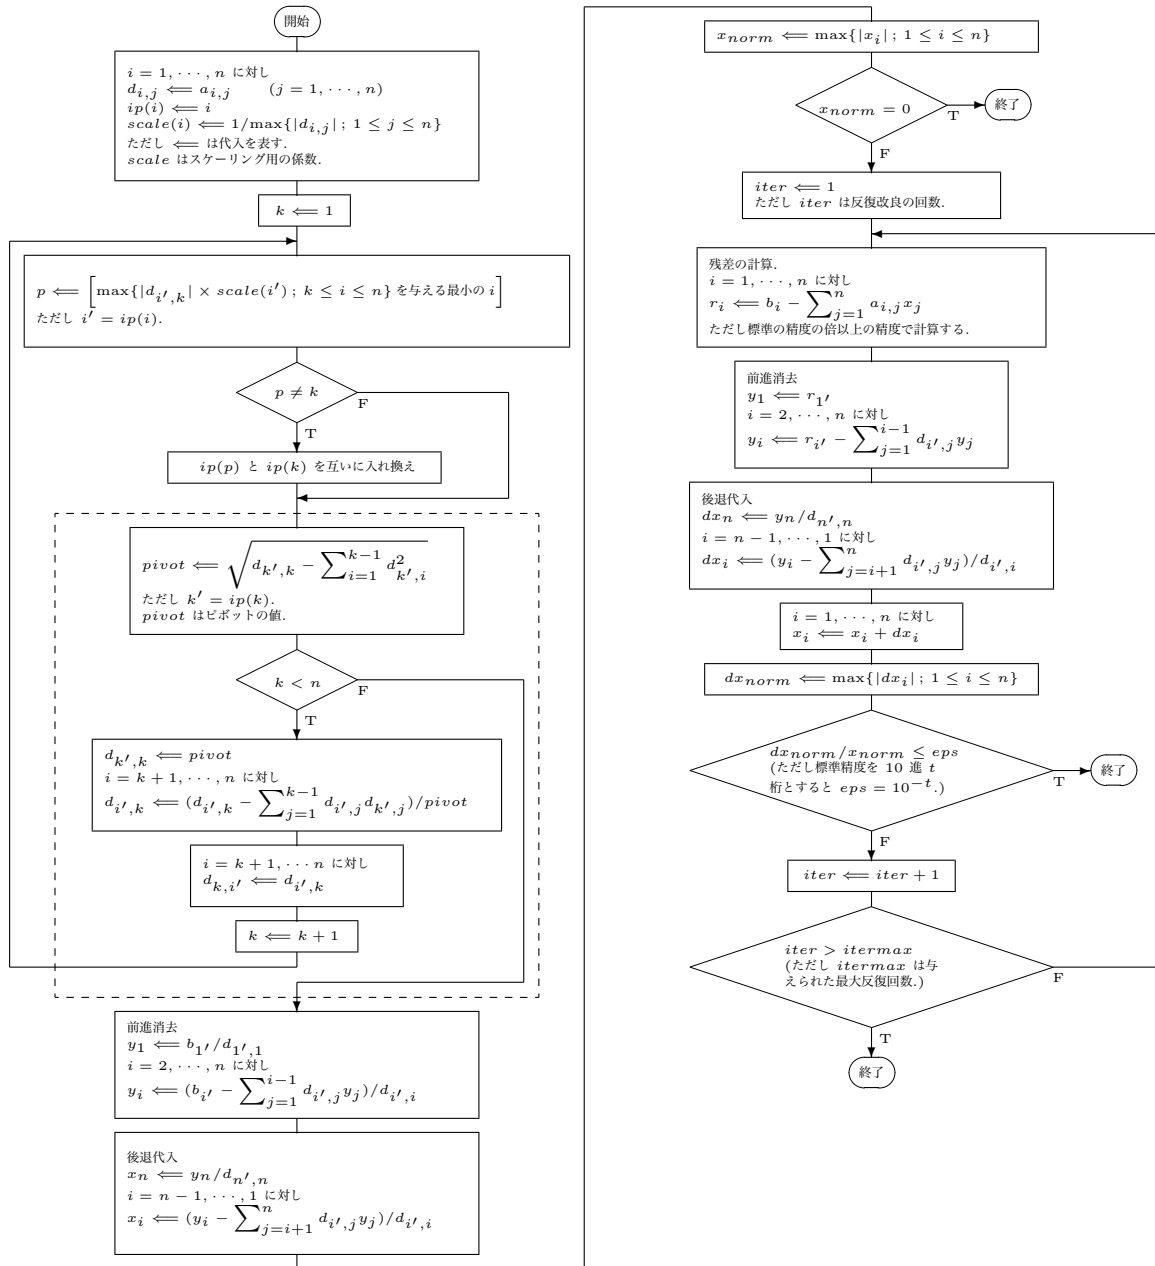 開始
i = 1, · · · , n に対し
d_{i,j} ⟸ a_{i,j} (j = 1, · · · , n)
ip(i) ⟸ i
scale(i) ⟸ 1/max{|d_{i,j}| ; 1 ≤ j ≤ n}
ただし ⟸ は代入を表す.
scale はスケーリング用の係数.
k ⟸ 1
p ⟸ [max{|d_{i′,k}| × scale(i′) ; k ≤ i ≤ n} を与える最小の i]
ただし i′ = ip(i).
p ≠ k
F
T
ip(p) と ip(k) を互いに入れ換え
pivot ⟸ √(d_{k′,k} − ∑_{i=1}^{k−1} d_{k′,i}^2)
ただし k′ = ip(k).
pivot はピボットの値.
k < n
F
T
d_{k′,k} ⟸ pivot
i = k + 1, · · · , n に対し
d_{i′,k} ⟸ (d_{i′,k} − ∑_{j=1}^{k−1} d_{i′,j} d_{k′,j})/pivot
i = k + 1, · · · n に対し
d_{k,i′} ⟸ d_{i′,k}
k ⟸ k + 1
前進消去
y_1 ⟸ b_{1′}/d_{1′,1}
i = 2, · · · , n に対し
y_i ⟸ (b_{i′} − ∑_{j=1}^{i−1} d_{i′,j} y_j)/d_{i′,i}
後退代入
x_n ⟸ y_n/d_{n′,n}
i = n − 1, · · · , 1 に対し
x_i ⟸ (y_i − ∑_{j=i+1}^{n} d_{i′,j} y_j)/d_{i′,i}
x_{norm} ⟸ max{|x_i| ; 1 ≤ i ≤ n}
x_{norm} = 0
T
終了
F
iter ⟸ 1
ただし iter は反復改良の回数.
残差の計算.
i = 1, · · · , n に対し
r_i ⟸ b_i − ∑_{j=1}^{n} a_{i,j} x_j
ただし標準の精度の倍以上の精度で計算する.
前進消去
y_1 ⟸ r_{1′}
i = 2, · · · , n に対し
y_i ⟸ r_{i′} − ∑_{j=1}^{i−1} d_{i′,j} y_j
後退代入
dx_n ⟸ y_n/d_{n′,n}
i = n − 1, · · · , 1 に対し
dx_i ⟸ (y_i − ∑_{j=i+1}^{n} d_{i′,j} y_j)/d_{i′,i}
i = 1, · · · , n に対し
x_i ⟸ x_i + dx_i
dx_{norm} ⟸ max{|dx_i| ; 1 ≤ i ≤ n}
dx_{norm}/x_{norm} ≤ eps
(ただし標準精度を 10 進 t
桁とすると eps = 10^{−t}.)
T
終了
F
iter ⟸ iter + 1
iter > itermax
(ただし itermax は与
えられた最大反復回数.)
F
T
終了